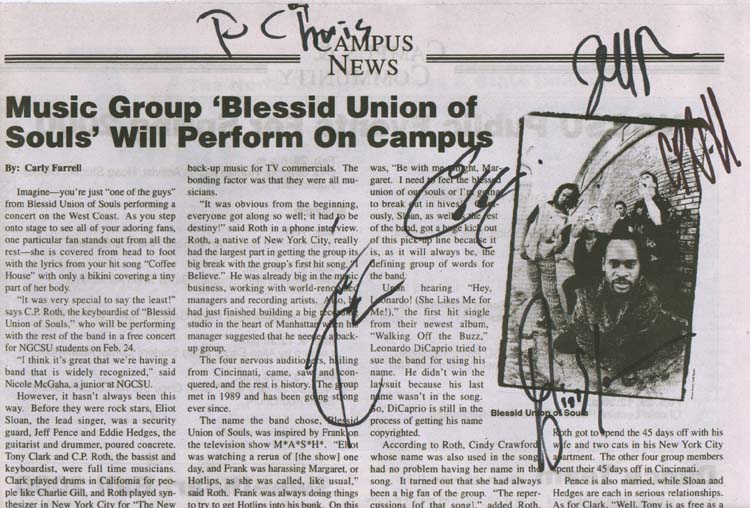 To Chris
CAMPUS
NEWS
Jeff P
Music Group ‘Blessid Union of
Souls’ Will Perform On Campus
By: Carly Farrell
Imagine—you're just "one of the guys"
from Blessid Union of Souls performing a
concert on the West Coast. As you step
onto stage to see all of your adoring fans,
one particular fan stands out from all the
rest—she is covered from head to foot
with the lyrics from your hit song "Coffee
House" with only a bikini covering a tiny
part of her body.
"It was very special to say the least!"
says C.P. Roth, the keyboardist of "Blessid
Union of Souls," who will be performing
with the rest of the band in a free concert
for NGCSU students on Feb. 24.
"I think it's great that we're having a
band that is widely recognized," said
Nicole McGaha, a junior at NGCSU.
However, it hasn't always been this
way. Before they were rock stars, Eliot
Sloan, the lead singer, was a security
guard, Jeff Pence and Eddie Hedges, the
guitarist and drummer, poured concrete.
Tony Clark and C.P. Roth, the bassist and
keyboardist, were full time musicians.
Clark played drums in California for peo-
ple like Charlie Gill, and Roth played syn-
thesizer in New York for "The New
back-up music for TV commercials. The
bonding factor was that they were all mu-
sicians.
"It was obvious from the beginning,
everyone got along so well; it had to be
destiny!" said Roth in a phone interview.
Roth, a native of New York City, really
had the largest part in getting the group its
big break with the group's first hit song, "I
Believe." He was already big in the music
business, working with world-renowned
managers and recording artists. Also, he
had just finished building a big recording
studio in the heart of Manhattan when his
manager suggested that he needed a back-
up group.
The four nervous auditioners, hailing
from Cincinnati, came, saw and con-
quered, and the rest is history. The group
met in 1989 and has been going strong
ever since.
The name the band chose, Blessid
Union of Souls, was inspired by Frank on
the television show M*A*S*H. "Eliot
was watching a rerun of [the show] one
day, and Frank was harassing Margaret, or
Hotlips, as she was called, like usual,"
said Roth. Frank was always doing things
to try to get Hotlips into his bunk. On this
was, "Be with me tonight, Mar-
garet. I need to feel the blessed
union of our souls or I'm going
to break out in hives!" Obvi-
ously, Sloan, as well as the rest
of the band, got a huge kick out
of this pick-up line because it
is, as it will always be, the
defining group of words for
the band.
Upon hearing "Hey,
Leonardo! (She Likes Me for
Me!)," the first hit single
from their newest album,
"Walking Off the Buzz,"
Leonardo DiCaprio tried to
sue the band for using his
name. He didn't win the
lawsuit because his last
name wasn't in the song.
So, DiCaprio is still in the
process of getting his name
copyrighted.
According to Roth, Cindy Crawford,
whose name was also used in the song,
had no problem having her name in the
song. It turned out that she had always
been a big fan of the group. "The reper-
cussions [of that song]," added Roth,
Blessid Union of Souls
Roth got to spend the 45 days off with his
wife and two cats in his New York City
apartment. The other four group members
spent their 45 days off in Cincinnati.
Pence is also married, while Sloan and
Hedges are each in serious relationships.
As for Clark, "Well, Tony is as free as a